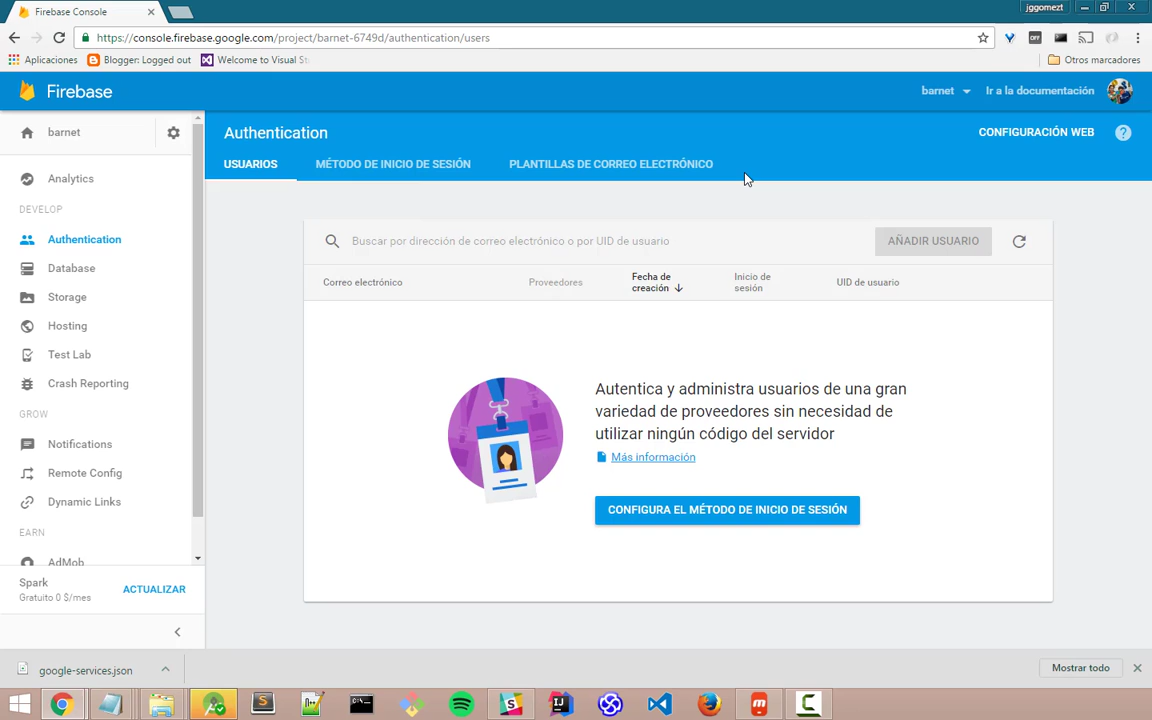 Firebase Console
jggomezt
https://console.firebase.google.com/project/barnet-6749d/authentication/users
Aplicaciones
Blogger: Logged out
Welcome to Visual St
Otros marcadores
Firebase
barnet
Ir a la documentación
barnet
Authentication
CONFIGURACIÓN WEB
?
USUARIOS
MÉTODO DE INICIO DE SESIÓN
PLANTILLAS DE CORREO ELECTRÓNICO
Analytics
DEVELOP
Authentication
Database
Storage
Hosting
Test Lab
Crash Reporting
GROW
Notifications
Remote Config
Dynamic Links
EARN
AdMob
Spark
Gratuito 0 $/mes
ACTUALIZAR
Buscar por dirección de correo electrónico o por UID de usuario
AÑADIR USUARIO
Correo electrónico
Proveedores
Fecha de
creación
Inicio de
sesión
UID de usuario
Autentica y administra usuarios de una gran
variedad de proveedores sin necesidad de
utilizar ningún código del servidor
Más información
CONFIGURA EL MÉTODO DE INICIO DE SESIÓN
google-services.json
Mostrar todo